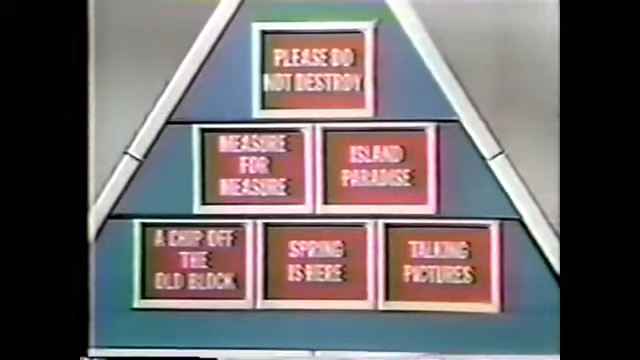 PLEASE DO
NOT DESTROY
MEASURE
FOR
MEASURE
ISLAND
PARADISE
A CHIP OFF
THE
OLD BLOCK
SPRING
IS HERE
TALKING
PICTURES